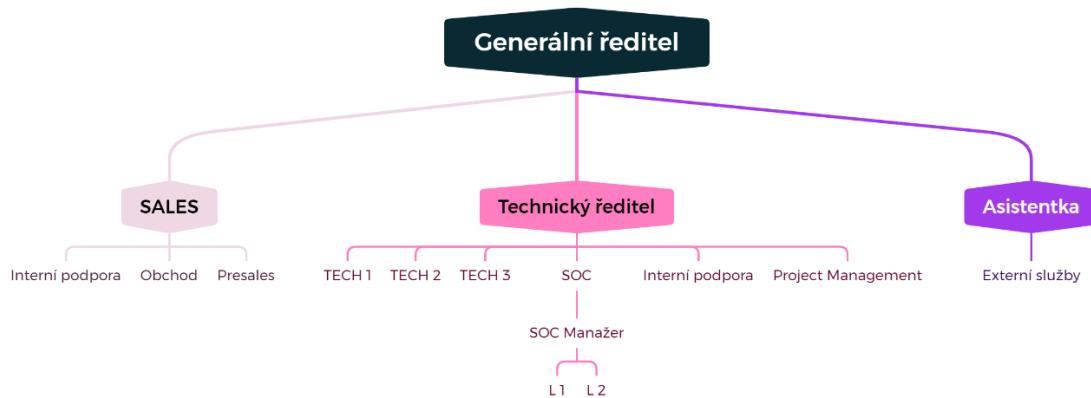 Generální ředitel
SALES
Technický ředitel
Asistentka
Interní podpora
Obchod
Presales
TECH 1
TECH 2
TECH 3
SOC
Interní podpora
Project Management
Externí služby
SOC Manažer
L 1
L 2